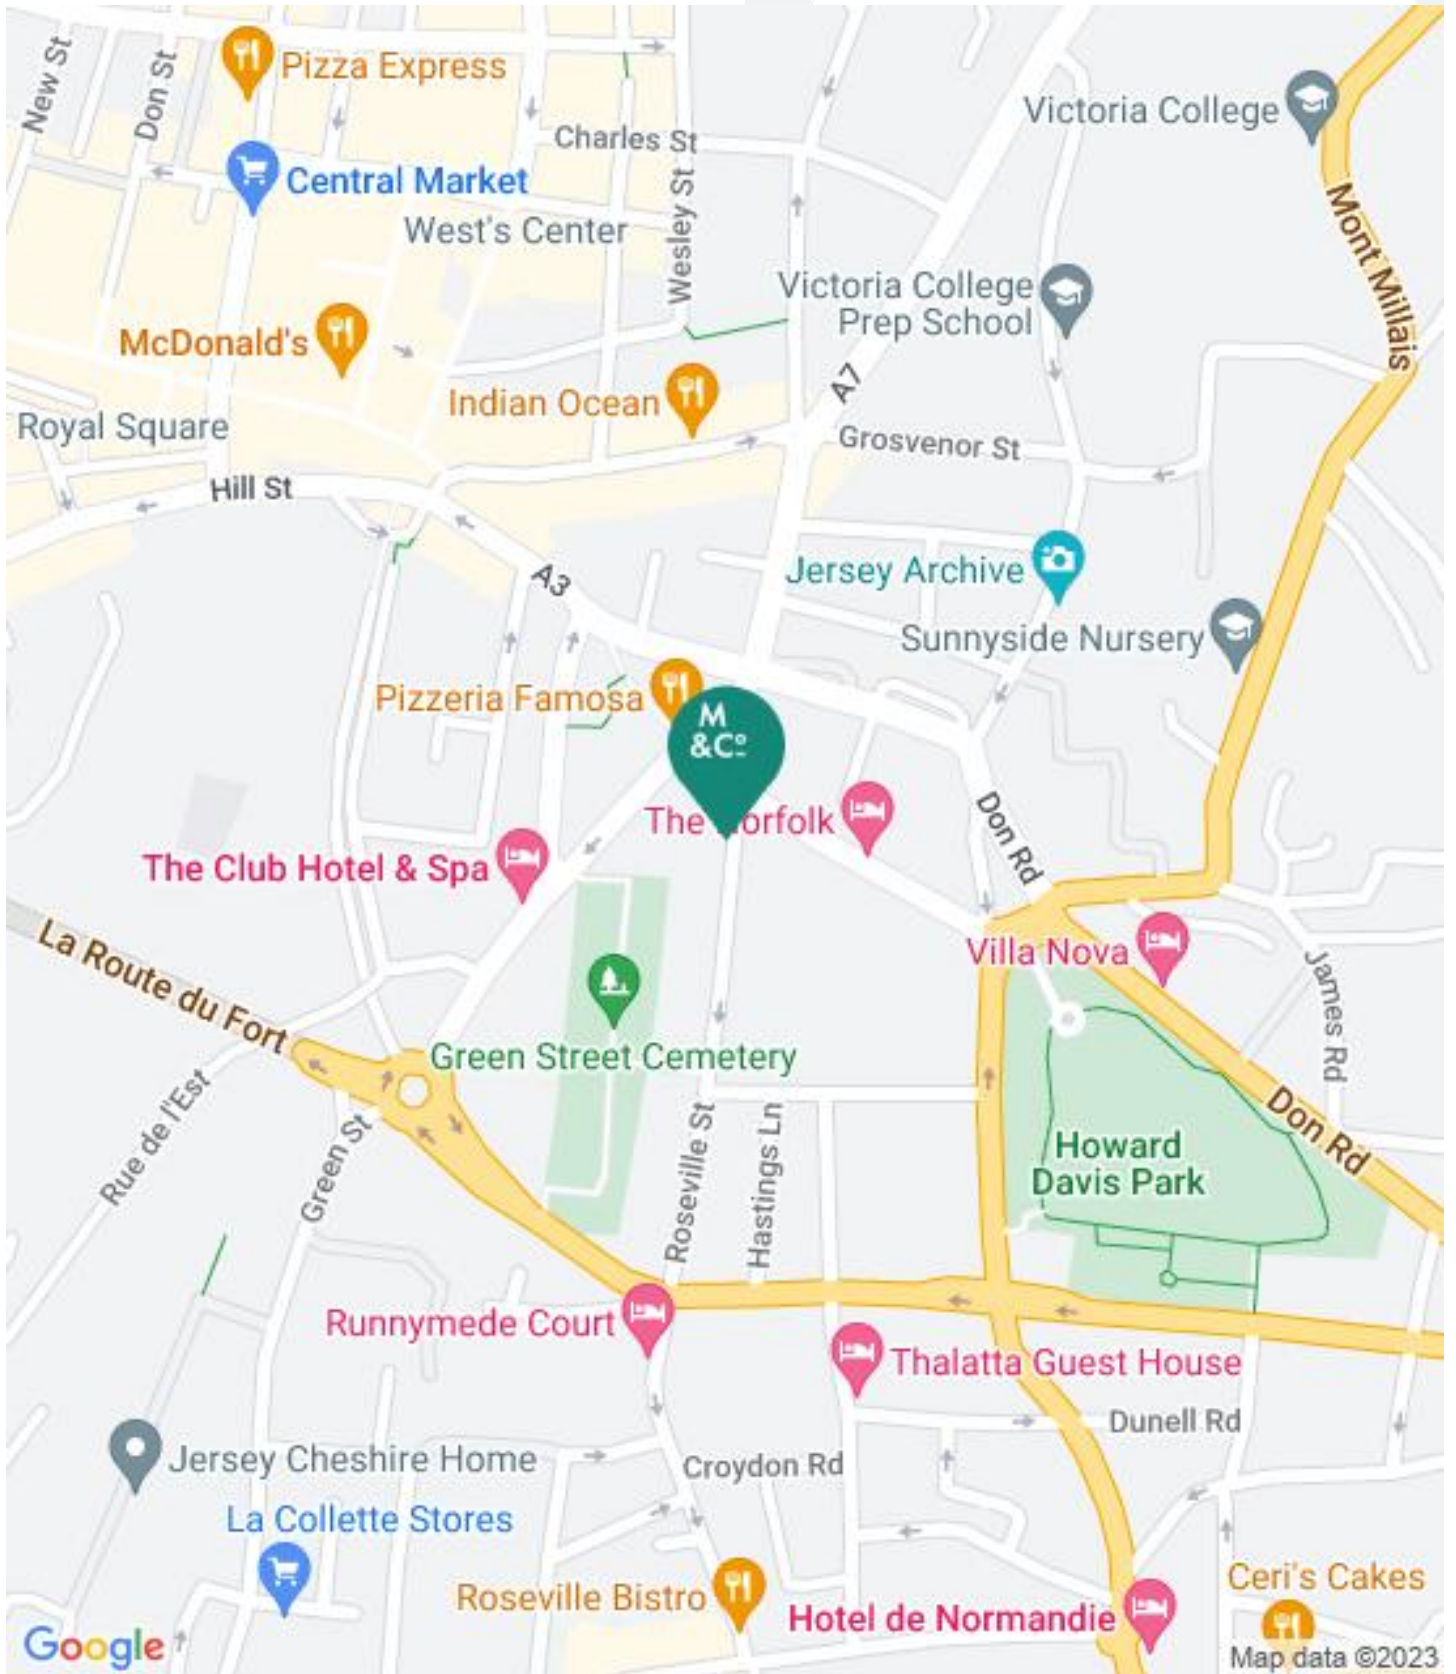 New St
Don St
Pizza Express
Central Market
Charles St
West's Center
Wesley St
Victoria College
Mont Millais
Victoria College
Prep School
McDonald's
Indian Ocean
A7
Royal Square
Grosvenor St
Hill St
A3
Jersey Archive
Sunnyside Nursery
Pizzeria Famosa
M
&Cº
The Norfolk
Don Rd
The Club Hotel & Spa
La Route du Fort
Villa Nova
James Rd
Green Street Cemetery
Rue de l'Est
Green St
Roseville St
Hastings Ln
Howard
Davis Park
Don Rd
Runnymede Court
Thalatta Guest House
Dunell Rd
Jersey Cheshire Home
Croydon Rd
La Collette Stores
Roseville Bistro
Hotel de Normandie
Ceri's Cakes
Google
Map data ©2023